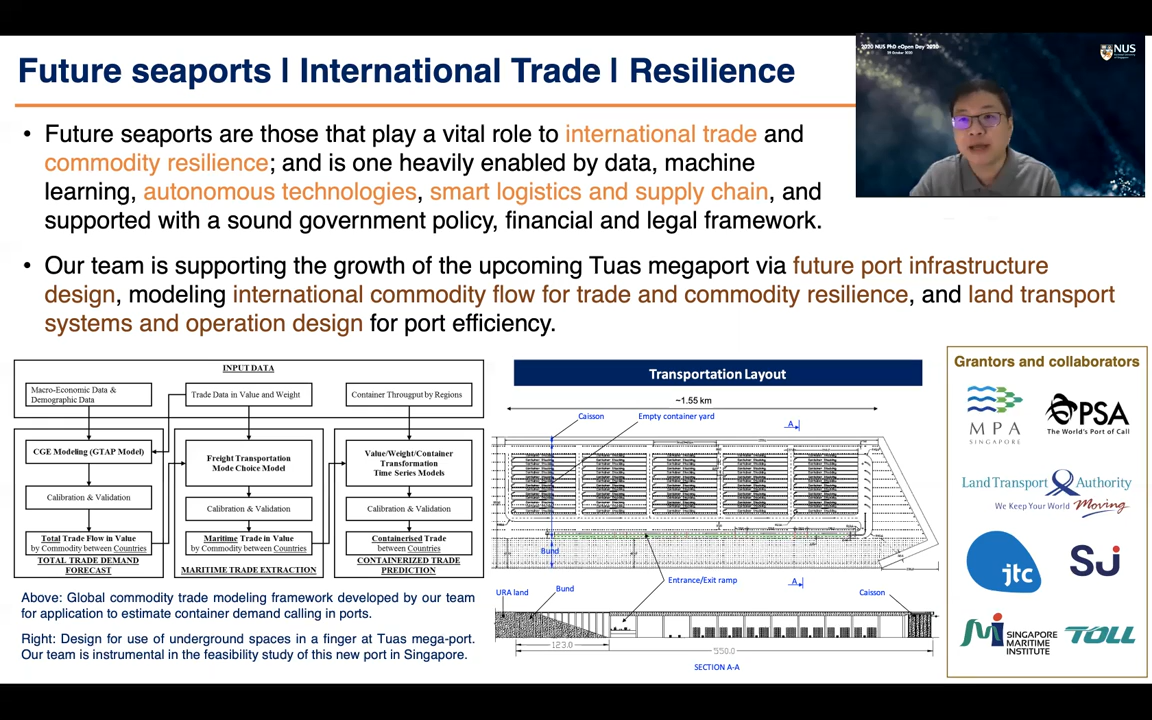 Future seaports | International Trade | Resilience
2020 NUS PhD eOpen Day 2020
NUS
• Future seaports are those that play a vital role to international trade and
commodity resilience; and is one heavily enabled by data, machine
learning, autonomous technologies, smart logistics and supply chain, and
supported with a sound government policy, financial and legal framework.
• Our team is supporting the growth of the upcoming Tuas megaport via future port infrastructure
design, modeling international commodity flow for trade and commodity resilience, and land transport
systems and operation design for port efficiency.
INPUT DATA
Macro-Economic Data &
Demographic Data
Trade Data in Value and Weight
Container Througput by Regions
CGE Modeling (GTAP Model)
Calibration & Validation
Total Trade Flow in Value
by Commodity between Countries
TOTAL TRADE DEMAND
FORECAST
Freight Transportation
Mode Choice Model
Calibration & Validation
Maritime Trade in Value
by Commodity between Countries
MARITIME TRADE EXTRACTION
Value/Weight/Container
Transformation
Time Series Models
Calibration & Validation
Containerised Trade
between Countries
CONTAINERIZED TRADE
PREDICTION
Above: Global commodity trade modeling framework developed by our team
for application to estimate container demand calling in ports.
Right: Design for use of underground spaces in a finger at Tuas mega-port.
Our team is instrumental in the feasibility study of this new port in Singapore.
Transportation Layout
~1.55 km
Caisson
Empty container yard
A
Bund
Entrance/Exit ramp
A
URA land
Bund
Caisson
123.0
550.0
SECTION A-A
Grantors and collaborators
MPA
SINGAPORE
PSA
The World's Port of Call
Land Transport Authority
We Keep Your World Moving
jtc
SJ
SINGAPORE
MARITIME
INSTITUTE
TOLL